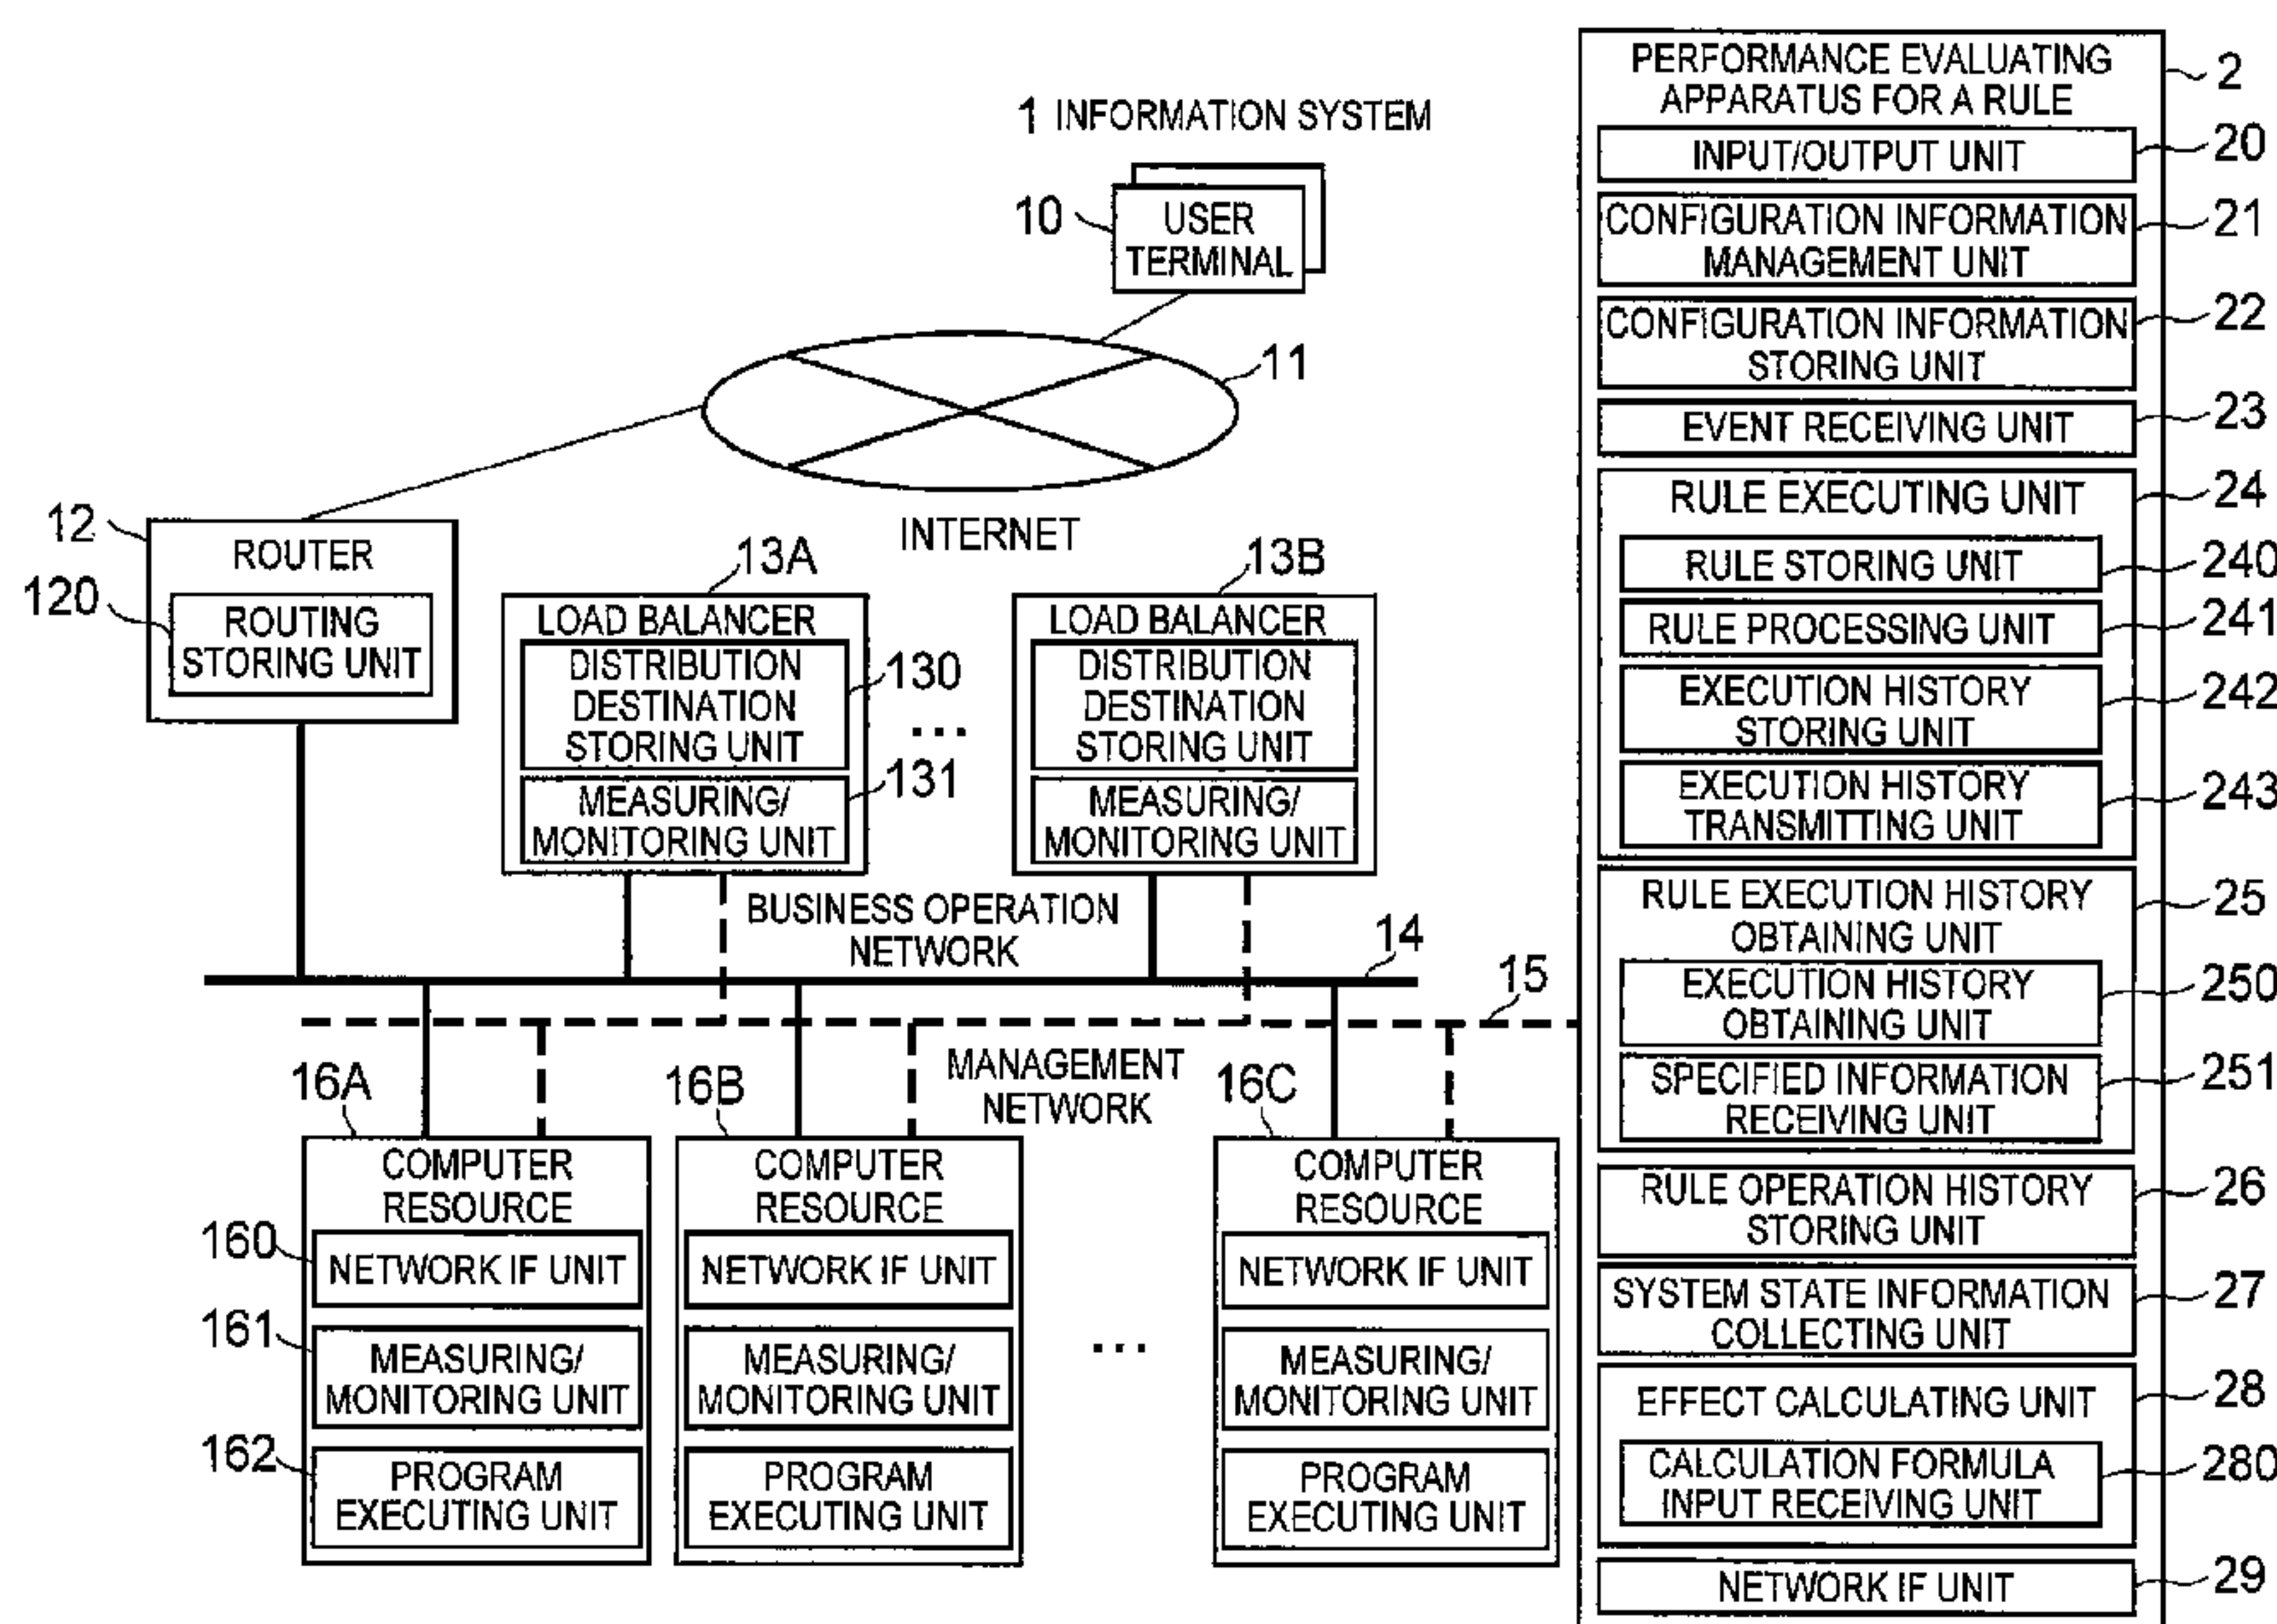 1 INFORMATION SYSTEM
10
USER
TERMINAL
11
INTERNET
12
ROUTER
120
ROUTING
STORING UNIT
13A
LOAD BALANCER
DISTRIBUTION
DESTINATION
STORING UNIT
130
MEASURING/
MONITORING UNIT
131
...
13B
LOAD BALANCER
DISTRIBUTION
DESTINATION
STORING UNIT
MEASURING/
MONITORING UNIT
BUSINESS OPERATION
NETWORK
14
15
MANAGEMENT
NETWORK
16A
COMPUTER
RESOURCE
160
NETWORK IF UNIT
161
MEASURING/
MONITORING UNIT
162
PROGRAM
EXECUTING UNIT
16B
COMPUTER
RESOURCE
NETWORK IF UNIT
MEASURING/
MONITORING UNIT
PROGRAM
EXECUTING UNIT
...
16C
COMPUTER
RESOURCE
NETWORK IF UNIT
MEASURING/
MONITORING UNIT
PROGRAM
EXECUTING UNIT
PERFORMANCE EVALUATING
APPARATUS FOR A RULE
2
INPUT/OUTPUT UNIT
20
CONFIGURATION INFORMATION
MANAGEMENT UNIT
21
CONFIGURATION INFORMATION
STORING UNIT
22
EVENT RECEIVING UNIT
23
RULE EXECUTING UNIT
24
RULE STORING UNIT
240
RULE PROCESSING UNIT
241
EXECUTION HISTORY
STORING UNIT
242
EXECUTION HISTORY
TRANSMITTING UNIT
243
RULE EXECUTION HISTORY
OBTAINING UNIT
25
EXECUTION HISTORY
OBTAINING UNIT
250
SPECIFIED INFORMATION
RECEIVING UNIT
251
RULE OPERATION HISTORY
STORING UNIT
26
SYSTEM STATE INFORMATION
COLLECTING UNIT
27
EFFECT CALCULATING UNIT
28
CALCULATION FORMULA
INPUT RECEIVING UNIT
280
NETWORK IF UNIT
29